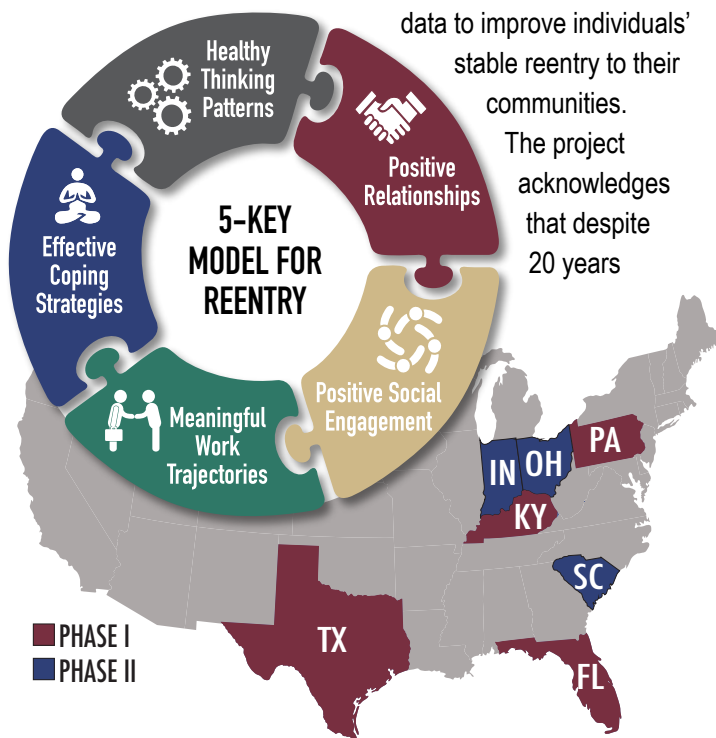 data to improve individuals’
stable reentry to their
communities.
The project
acknowledges
that despite
20 years
Healthy
Thinking
Patterns
Positive
Relationships
Effective
Coping
Strategies
5-KEY
MODEL FOR
REENTRY
Positive Social
Engagement
Meaningful
Work
Trajectories
PA
IN
OH
KY
SC
TX
FL
PHASE I
PHASE II